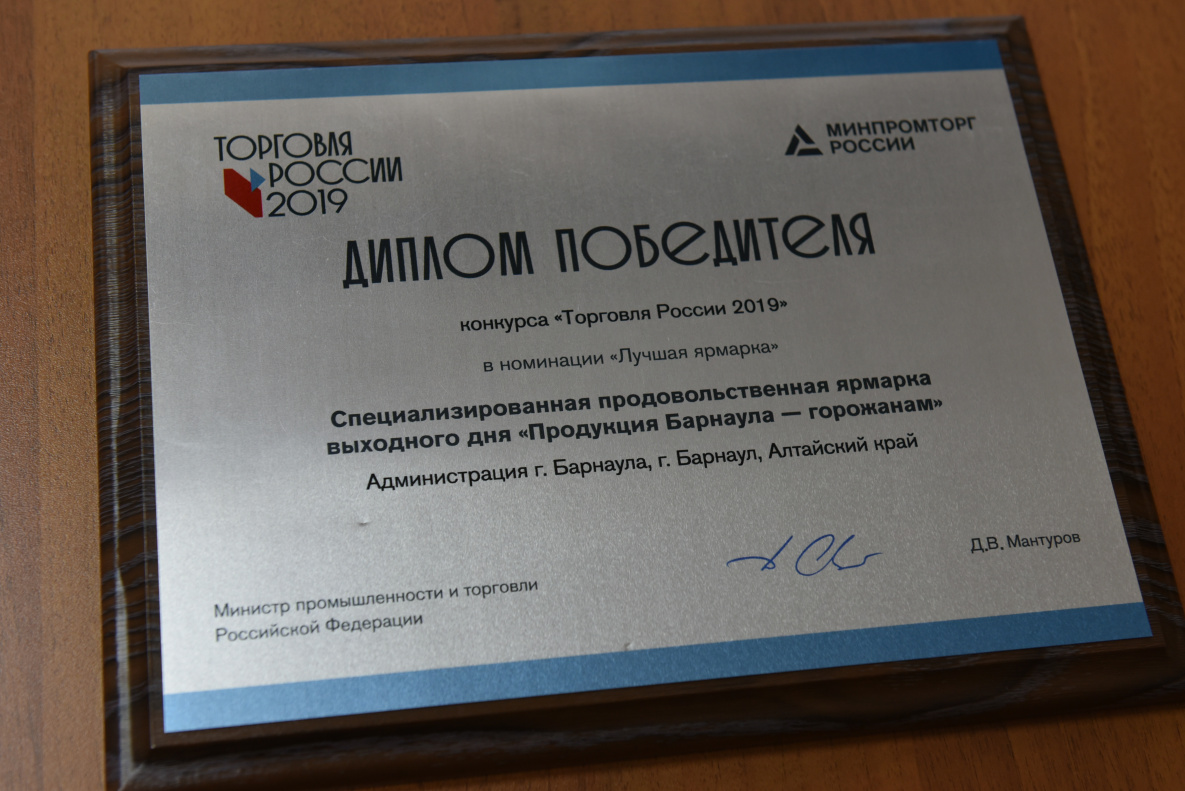 ТОРГОВЛЯ
РОССИИ
2019
МИНПРОМТОРГ
РОССИИ
ДИПЛОМ ПОБЕДИТЕЛЯ
конкурса «Торговля России 2019»
в номинации «Лучшая ярмарка»
Специализированная продовольственная ярмарка
выходного дня «Продукция Барнаула — горожанам»
Администрация г. Барнаула, г. Барнаул, Алтайский край
Министр промышленности и торговли
Российской Федерации
Д.В. Мантуров